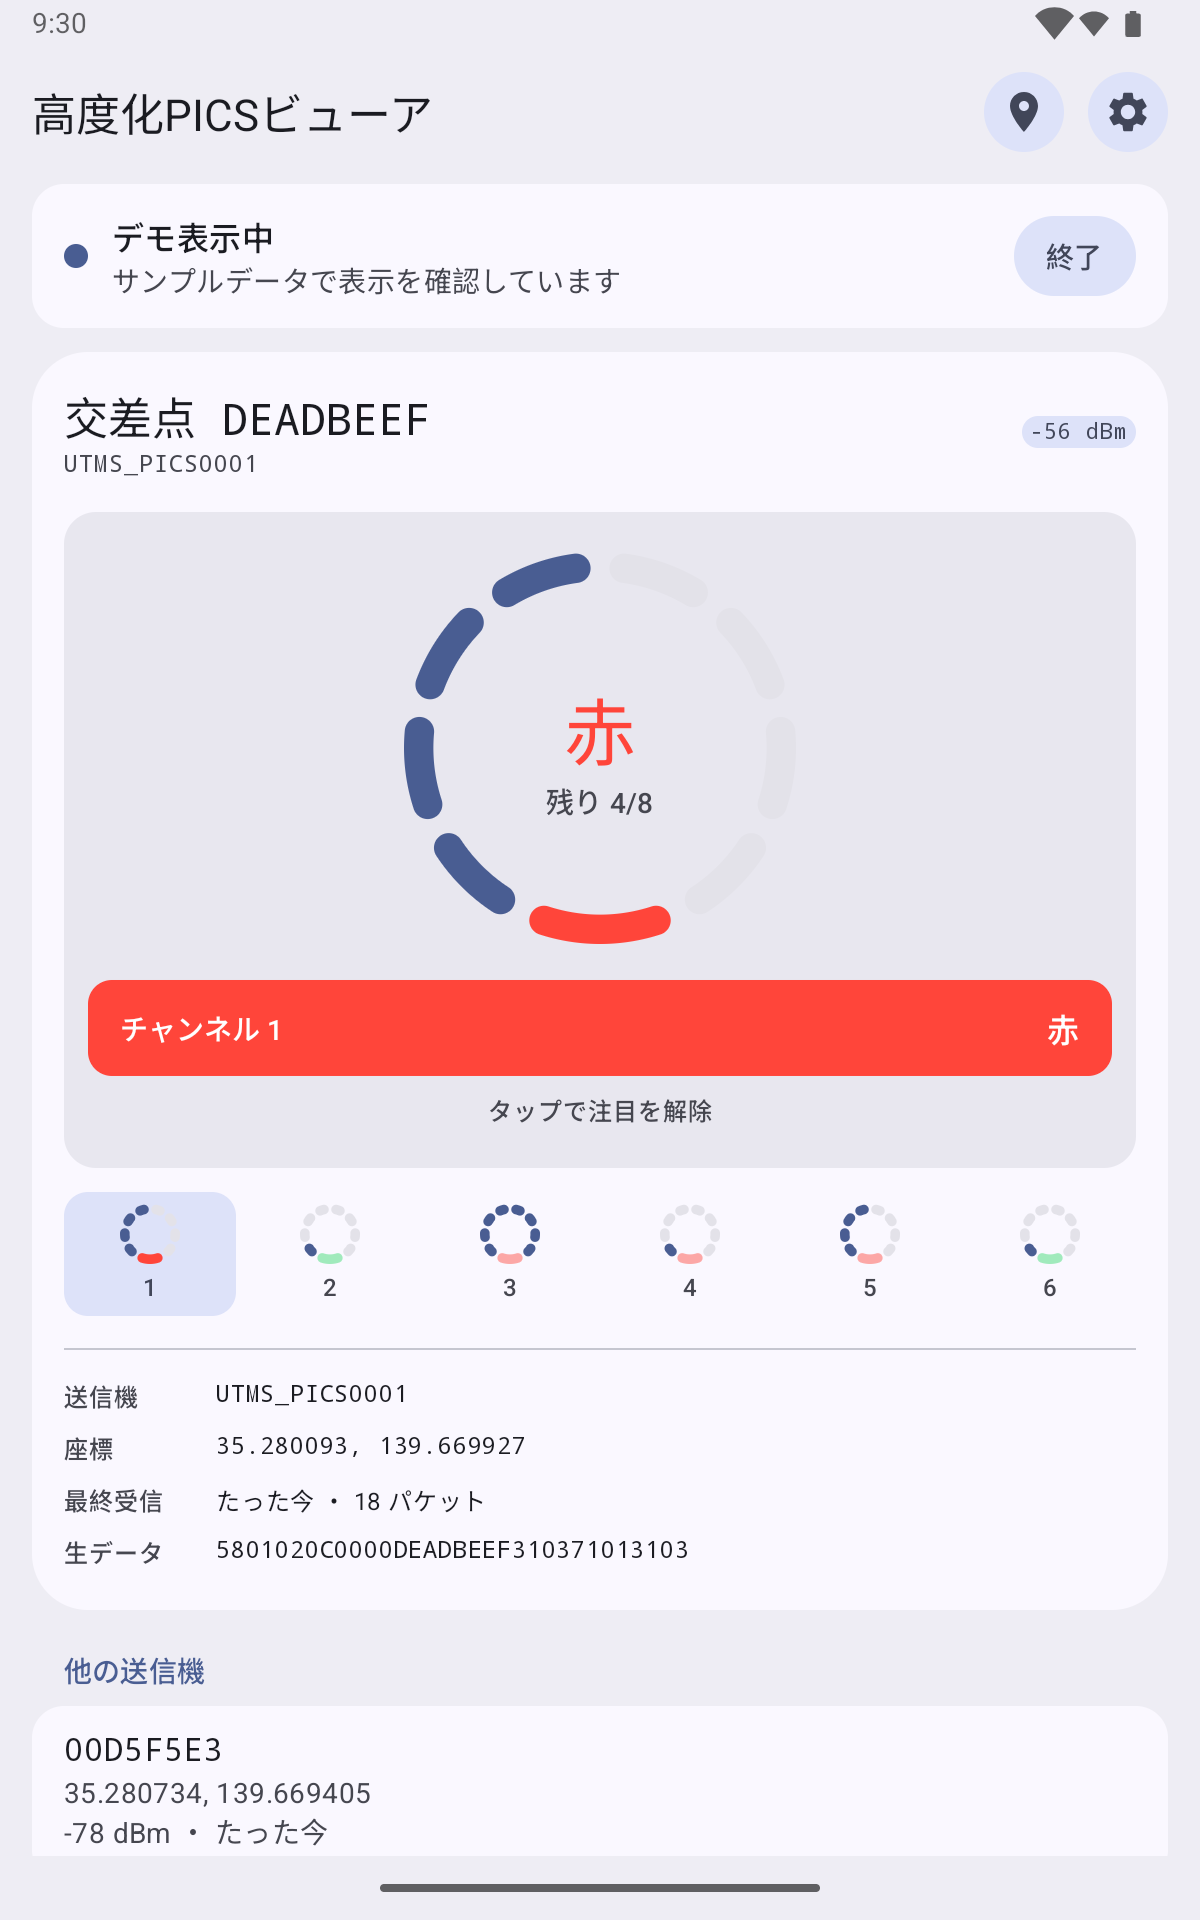 9:30
高度化PICSビューア
デモ表示中
サンプルデータで表示を確認しています
終了
交差点 DEADBEEF
UTMS_PICS0001
-56 dBm
赤
残り 4/8
チャンネル 1
赤
タップで注目を解除
1 2 3 4 5 6
送信機 UTMS_PICS0001
座標 35.280093, 139.669927
最終受信 たった今 ・ 18 パケット
生データ 5801020C0000DEADBEEF310371013103
他の送信機
00D5F5E3
35.280734, 139.669405
-78 dBm ・ たった今